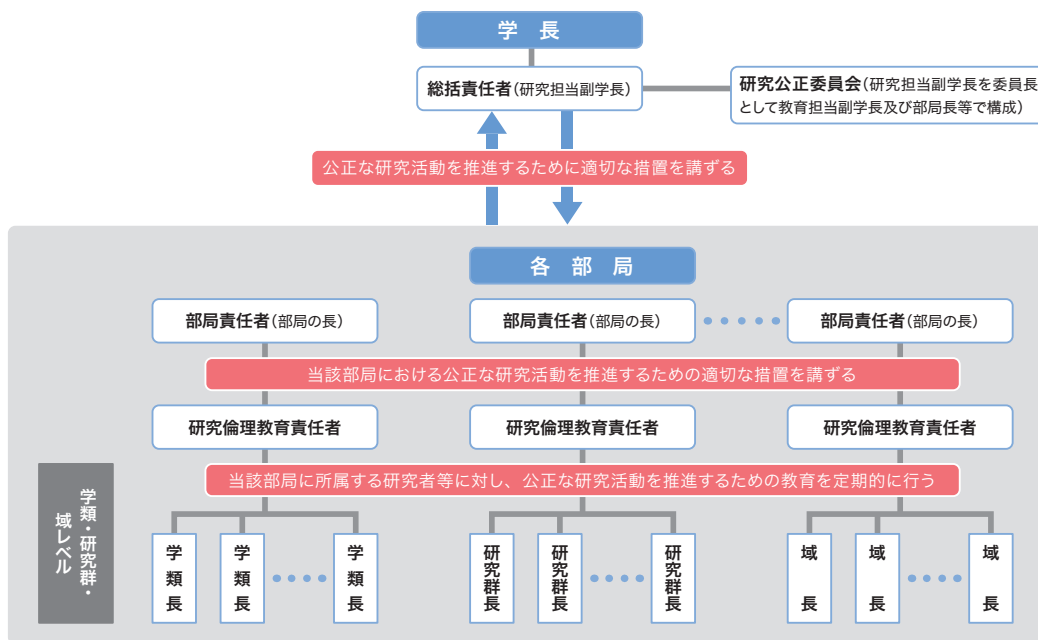 学 長
総括責任者(研究担当副学長)
研究公正委員会(研究担当副学長を委員長
として教育担当副学長及び部局長等で構成)
公正な研究活動を推進するために適切な措置を講ずる
各 部 局
部局責任者(部局の長)
部局責任者(部局の長)
部局責任者(部局の長)
当該部局における公正な研究活動を推進するための適切な措置を講ずる
研究倫理教育責任者
研究倫理教育責任者
研究倫理教育責任者
当該部局に所属する研究者等に対し、公正な研究活動を推進するための教育を定期的に行う
学類・研究群・
域レベル
学類長
学類長
学類長
研究群長
研究群長
研究群長
域 長
域 長
域 長